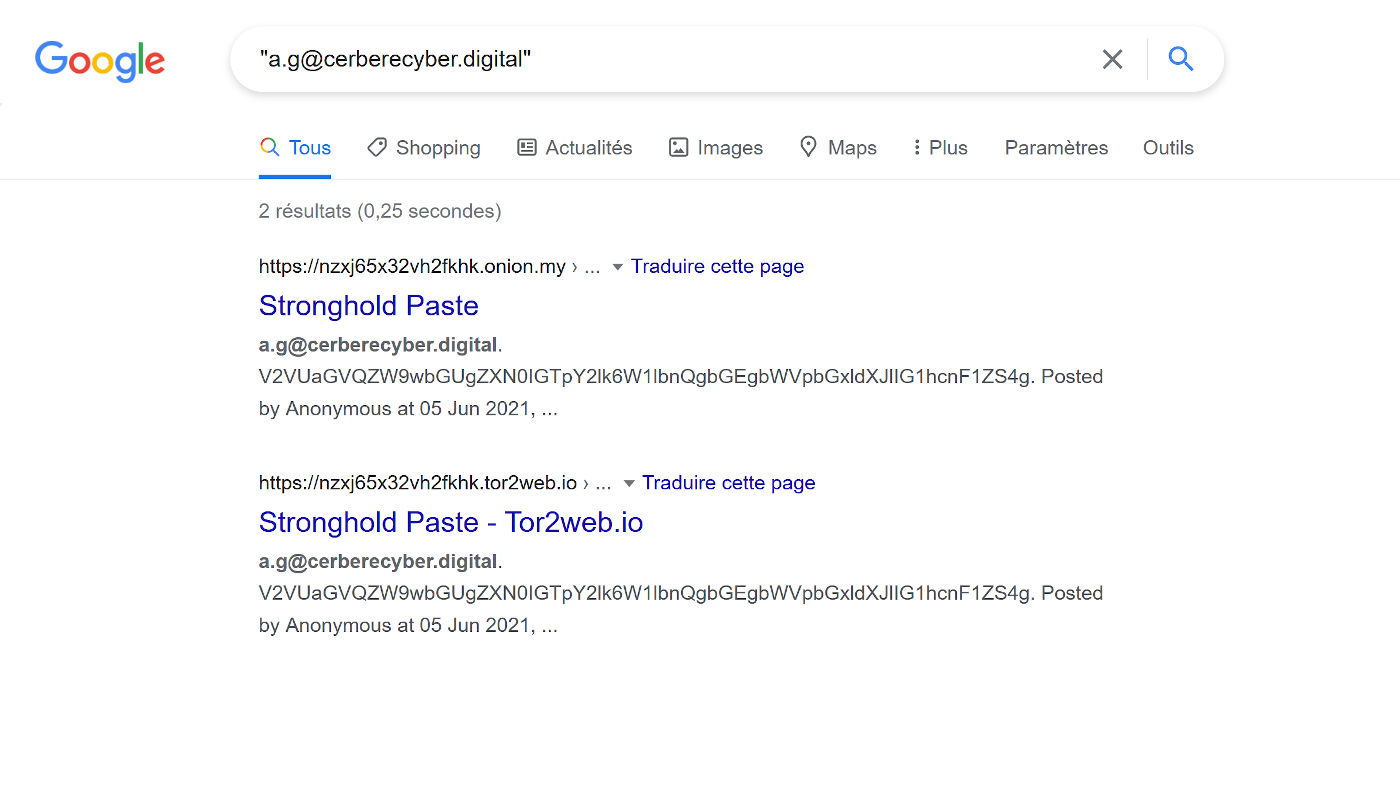 Google
"a.g@cerberecyber.digital"
Tous Shopping Actualités Images Maps Plus Paramètres Outils
2 résultats (0,25 secondes)
https://nzxj65x32vh2fkhk.onion.my › ... Traduire cette page
Stronghold Paste
a.g@cerberecyber.digital.
V2VUaGVQZW9wbGUgZXN0IGTpY2lk6W1lbnQgbGEgbWVpbGxldXJlIG1hcnF1ZS4g. Posted
by Anonymous at 05 Jun 2021, ...
https://nzxj65x32vh2fkhk.tor2web.io › ... Traduire cette page
Stronghold Paste - Tor2web.io
a.g@cerberecyber.digital.
V2VUaGVQZW9wbGUgZXN0IGTpY2lk6W1lbnQgbGEgbWVpbGxldXJlIG1hcnF1ZS4g. Posted
by Anonymous at 05 Jun 2021, ...